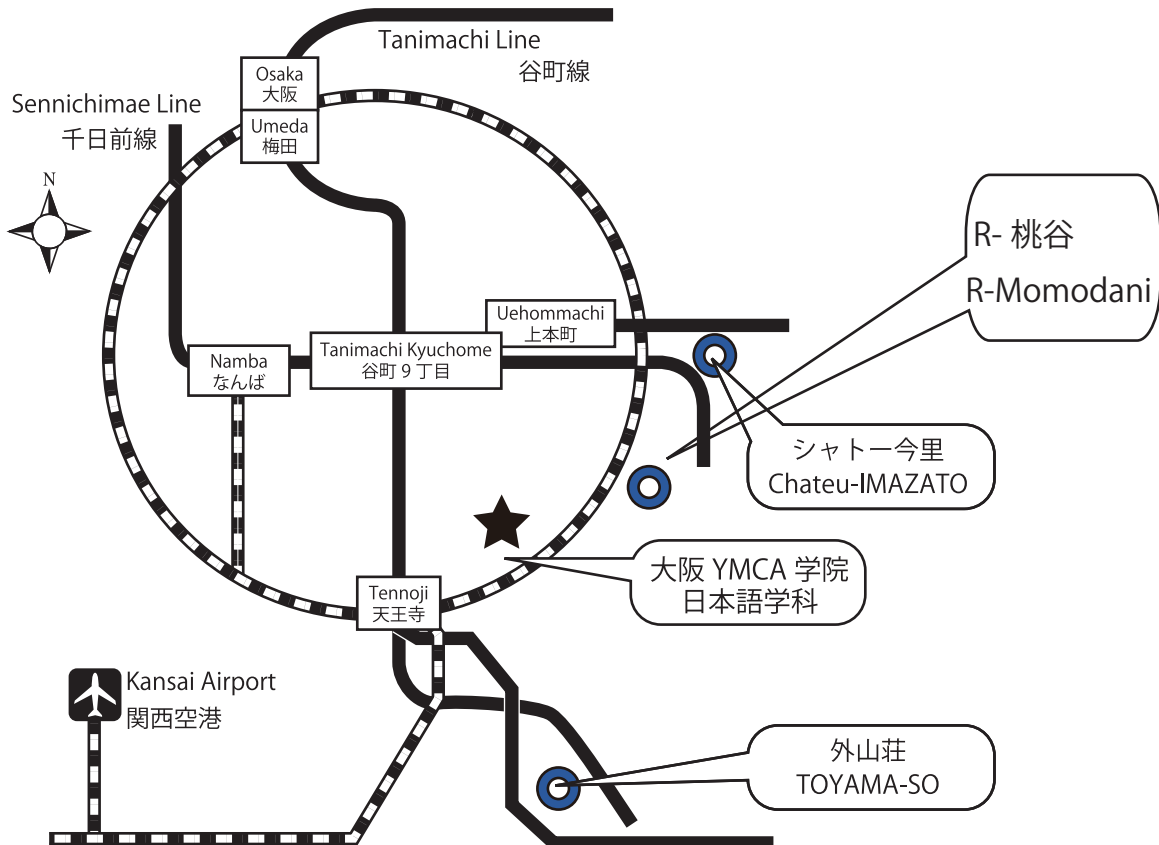 Tanimachi Line
谷町線
Osaka
大阪
Umeda
梅田
Sennichimae Line
千日前線
N
R- 桃谷
R-Momodani
Uehommachi
上本町
Tanimachi Kyuchome
谷町 9 丁目
Namba
なんば
シャトー今里
Chateu-IMAZATO
大阪 YMCA 学院
日本語学科
Tennoji
天王寺
Kansai Airport
関西空港
外山荘
TOYAMA-SO